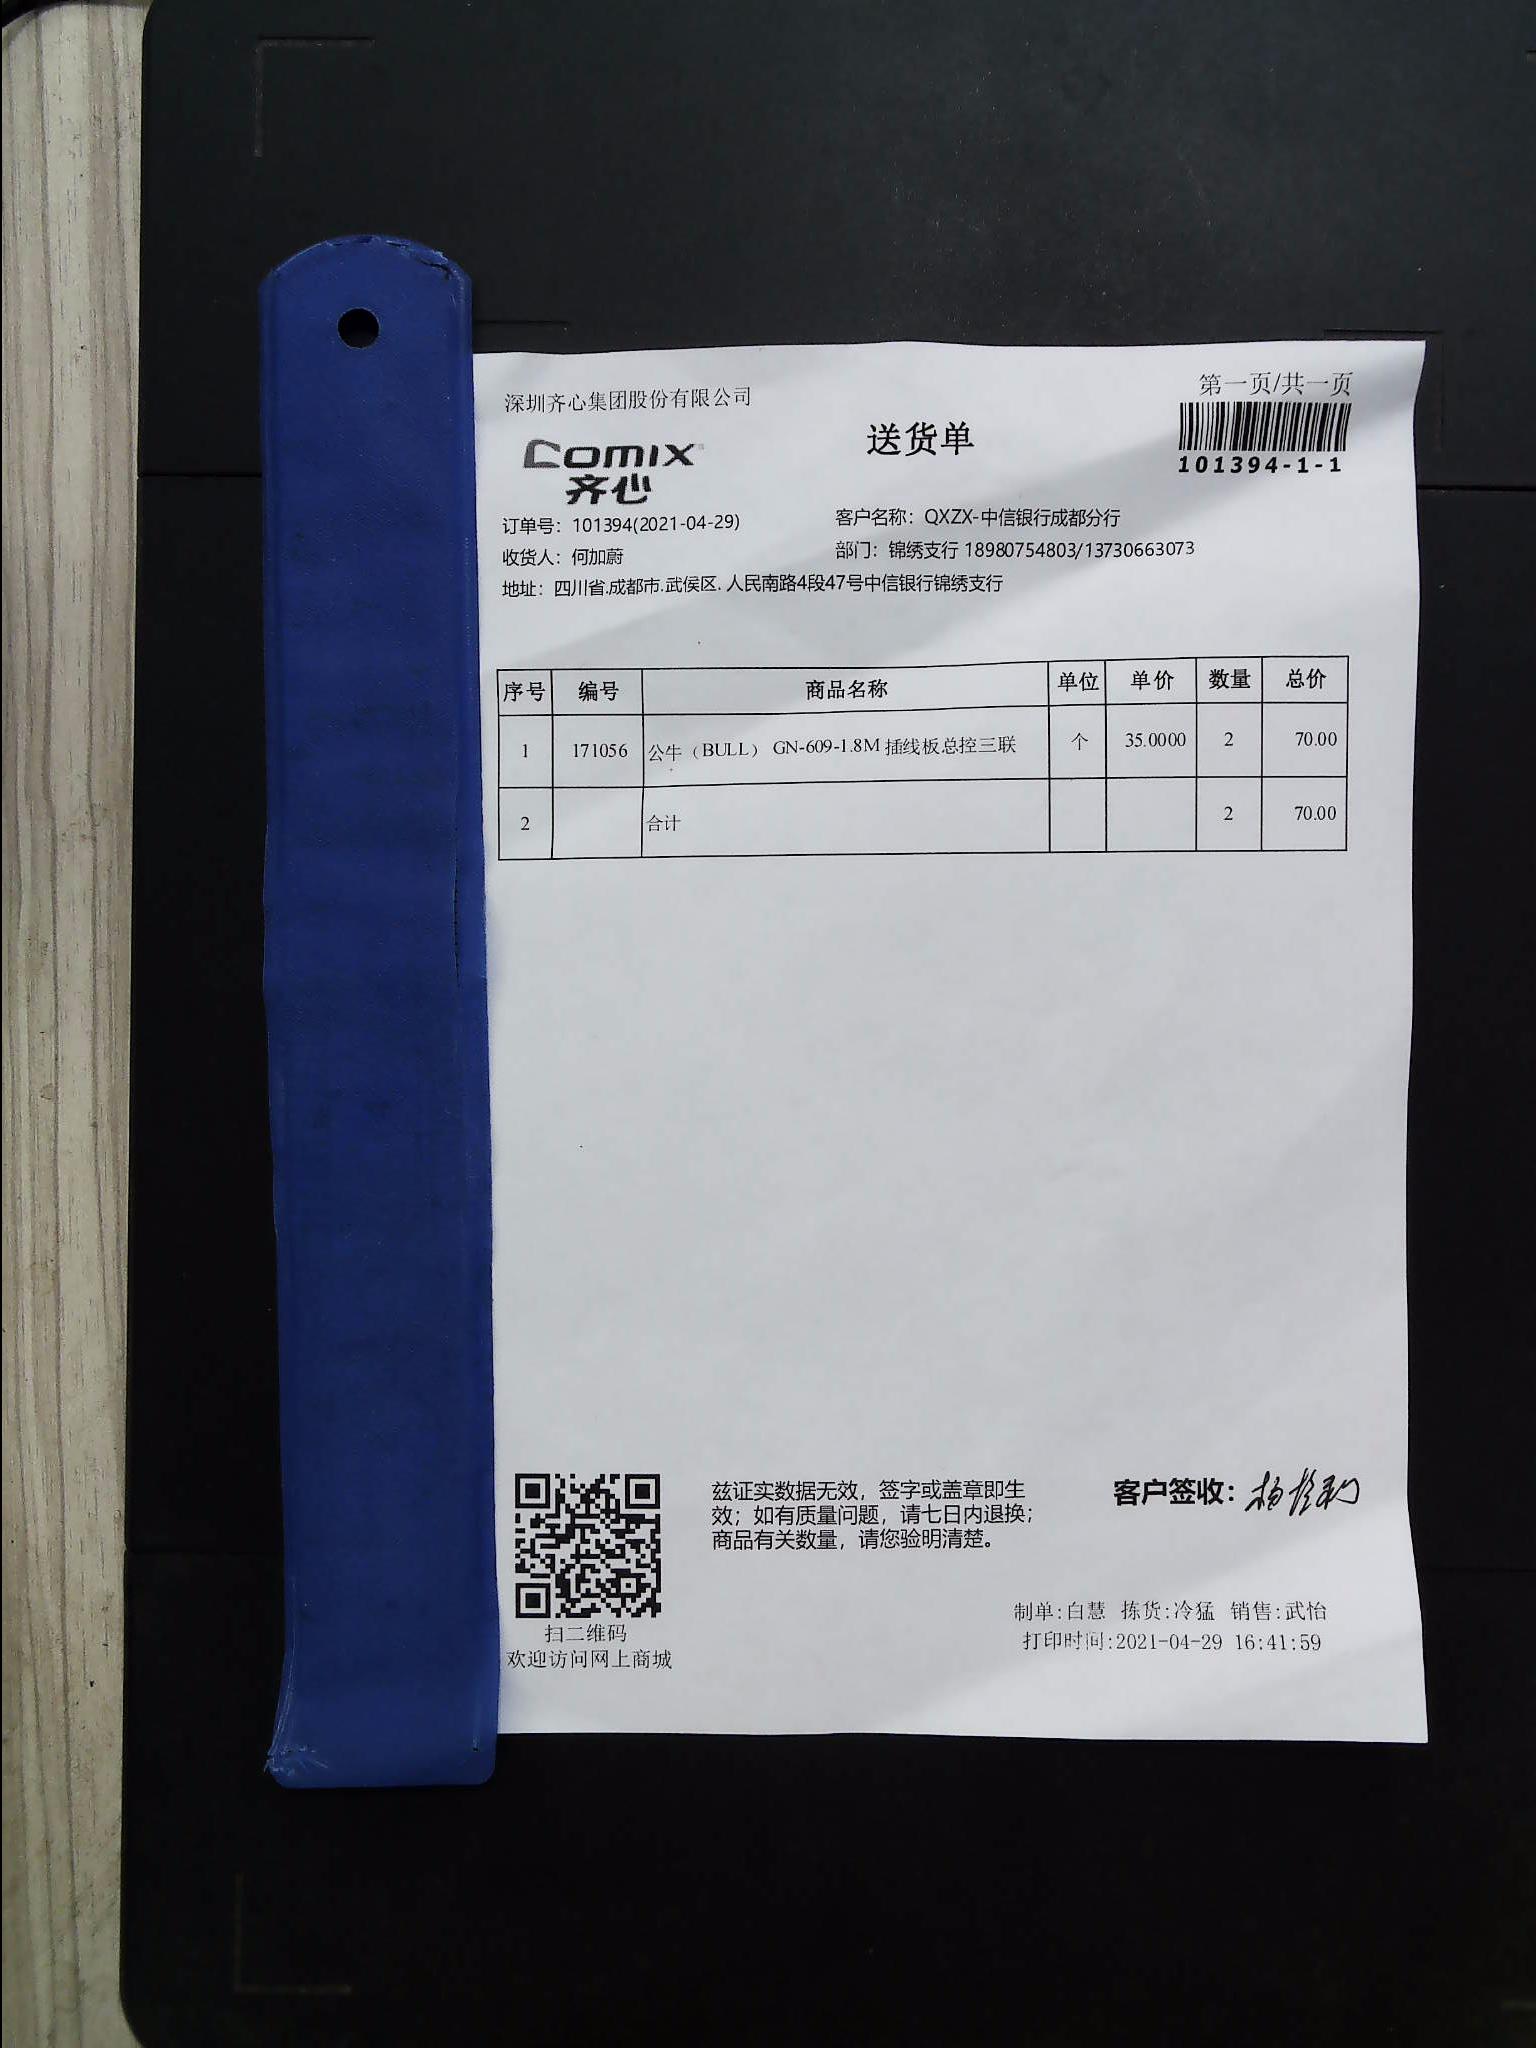 第一页/共一页
深圳齐心集团股份有限公司
COMIX
齐心
送货单
101394-1-1
订单号：101394(2021-04-29)
客户名称：QXZX-中信银行成都分行
收货人：何加蔚
部门：锦绣支行 18980754803/13730663073
地址：四川省.成都市.武侯区.人民南路4段47号中信银行锦绣支行
序号 编号 商品名称 单位 单价 数量 总价
1 171056 公牛（BULL） GN-609-1.8M 插线板总控三联 个 35.0000 2 70.00
2 合计 2 70.00
兹证实数据无效，签字或盖章即生
效；如有质量问题，请七日内退换；
商品有关数量，请您验明清楚。
客户签收：
扫二维码
欢迎访问网上商城
制单:白慧 拣货:冷猛 销售:武怡
打印时间:2021-04-29 16:41:59